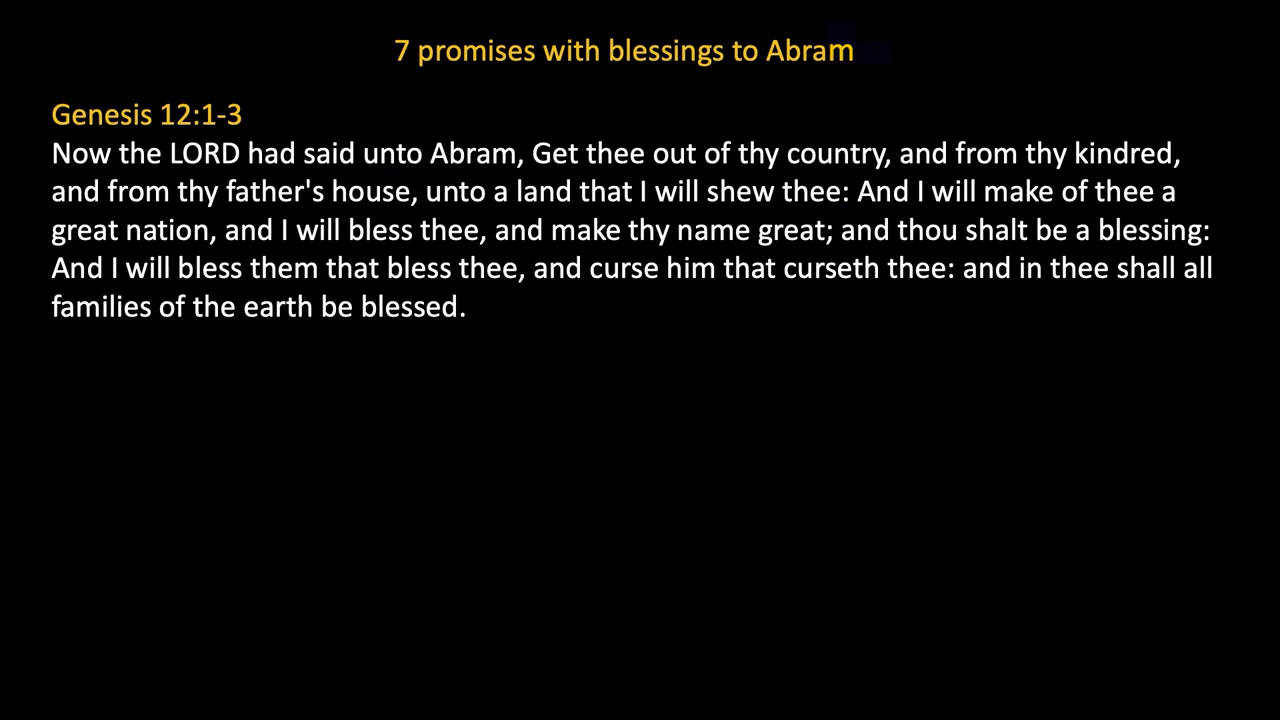 7 promises with blessings to Abram
Genesis 12:1-3
Now the LORD had said unto Abram, Get thee out of thy country, and from thy kindred,
and from thy father's house, unto a land that I will shew thee: And I will make of thee a
great nation, and I will bless thee, and make thy name great; and thou shalt be a blessing:
And I will bless them that bless thee, and curse him that curseth thee: and in thee shall all
families of the earth be blessed.